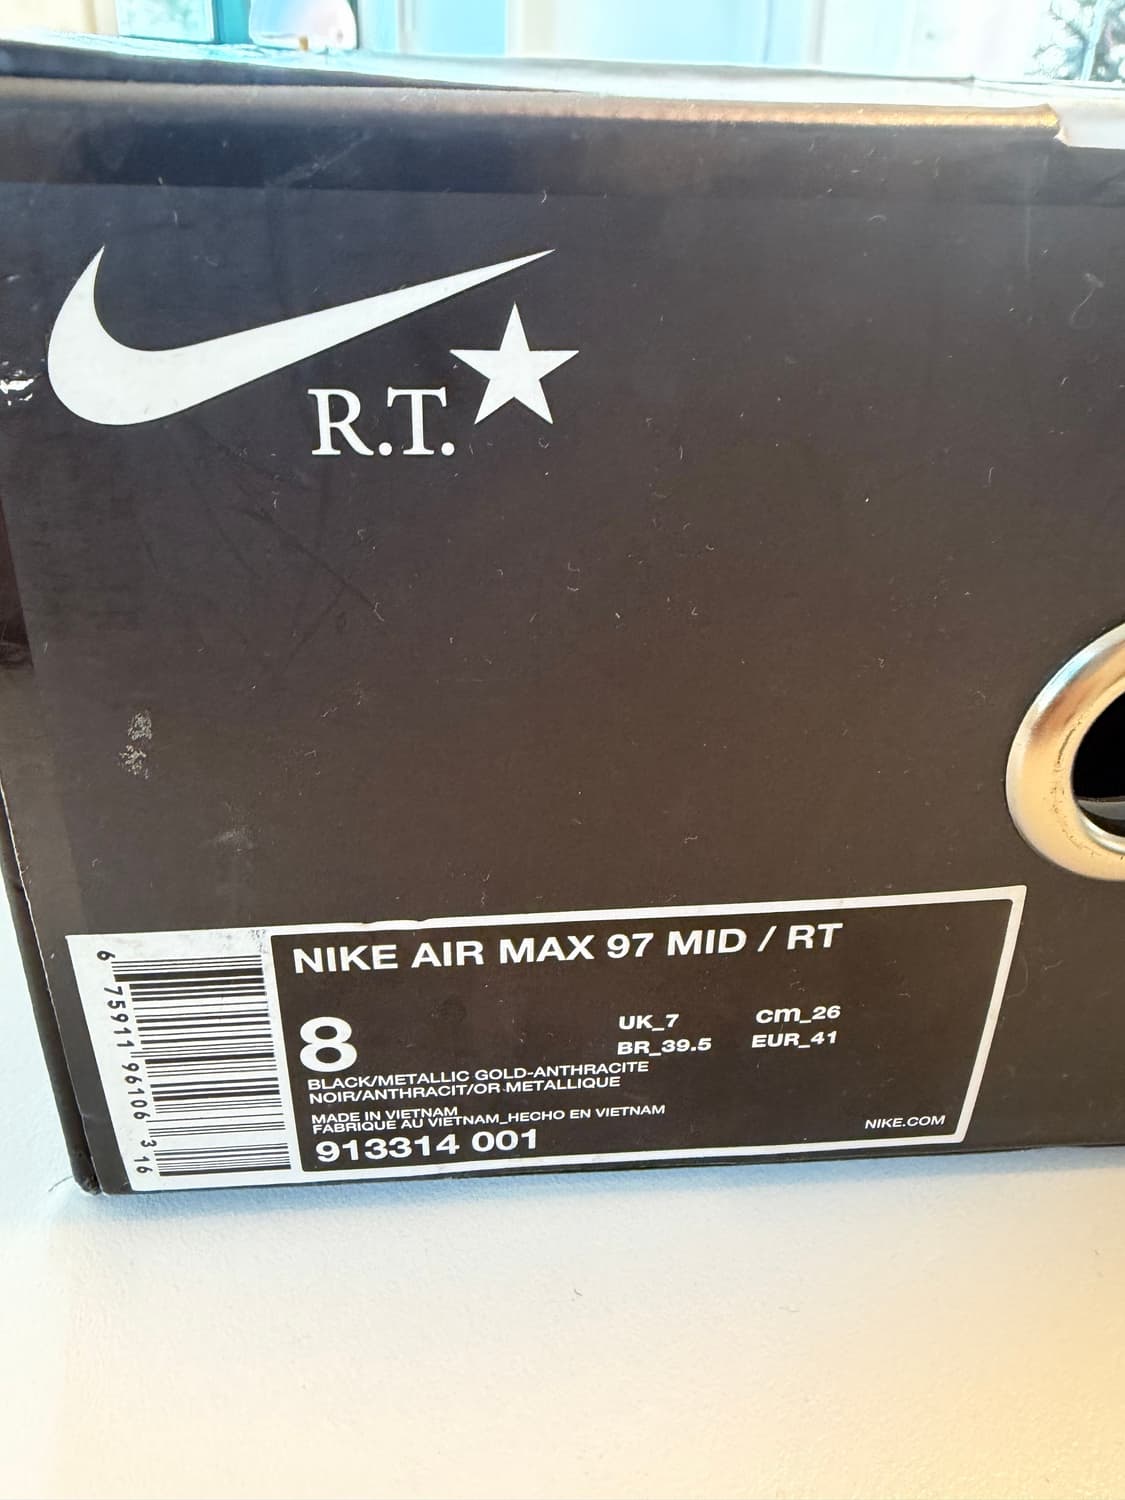 R.T.
NIKE AIR MAX 97 MID / RT
8
UK_7 cm_26
BR_39.5 EUR_41
BLACK/METALLIC GOLD-ANTHRACITE
NOIR/ANTHRACIT/OR METALLIQUE
MADE IN VIETNAM
FABRIQUÉ AU VIETNAM_HECHO EN VIETNAM
913314 001
NIKE.COM
6 75911 96106 3 16